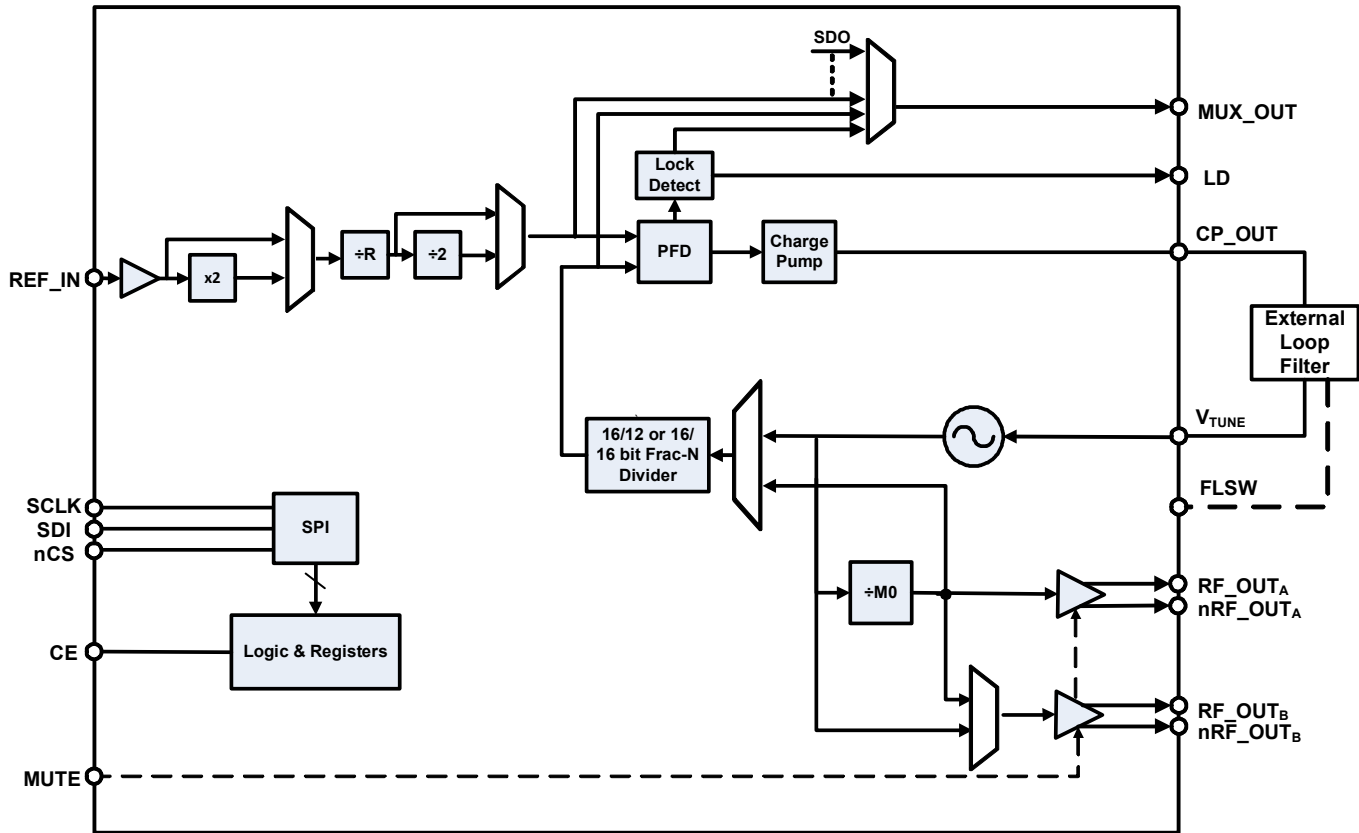 SDO
MUX_OUT
Lock
Detect
LD
CP_OUT
REF_IN
x2
÷R
÷2
PFD
Charge
Pump
External
Loop
Filter
16/12 or 16/
16 bit Frac-N
Divider
VTUNE
FLSW
SCLK
SDI
nCS
SPI
÷M0
RF_OUTA
nRF_OUTA
CE
Logic & Registers
RF_OUTB
nRF_OUTB
MUTE